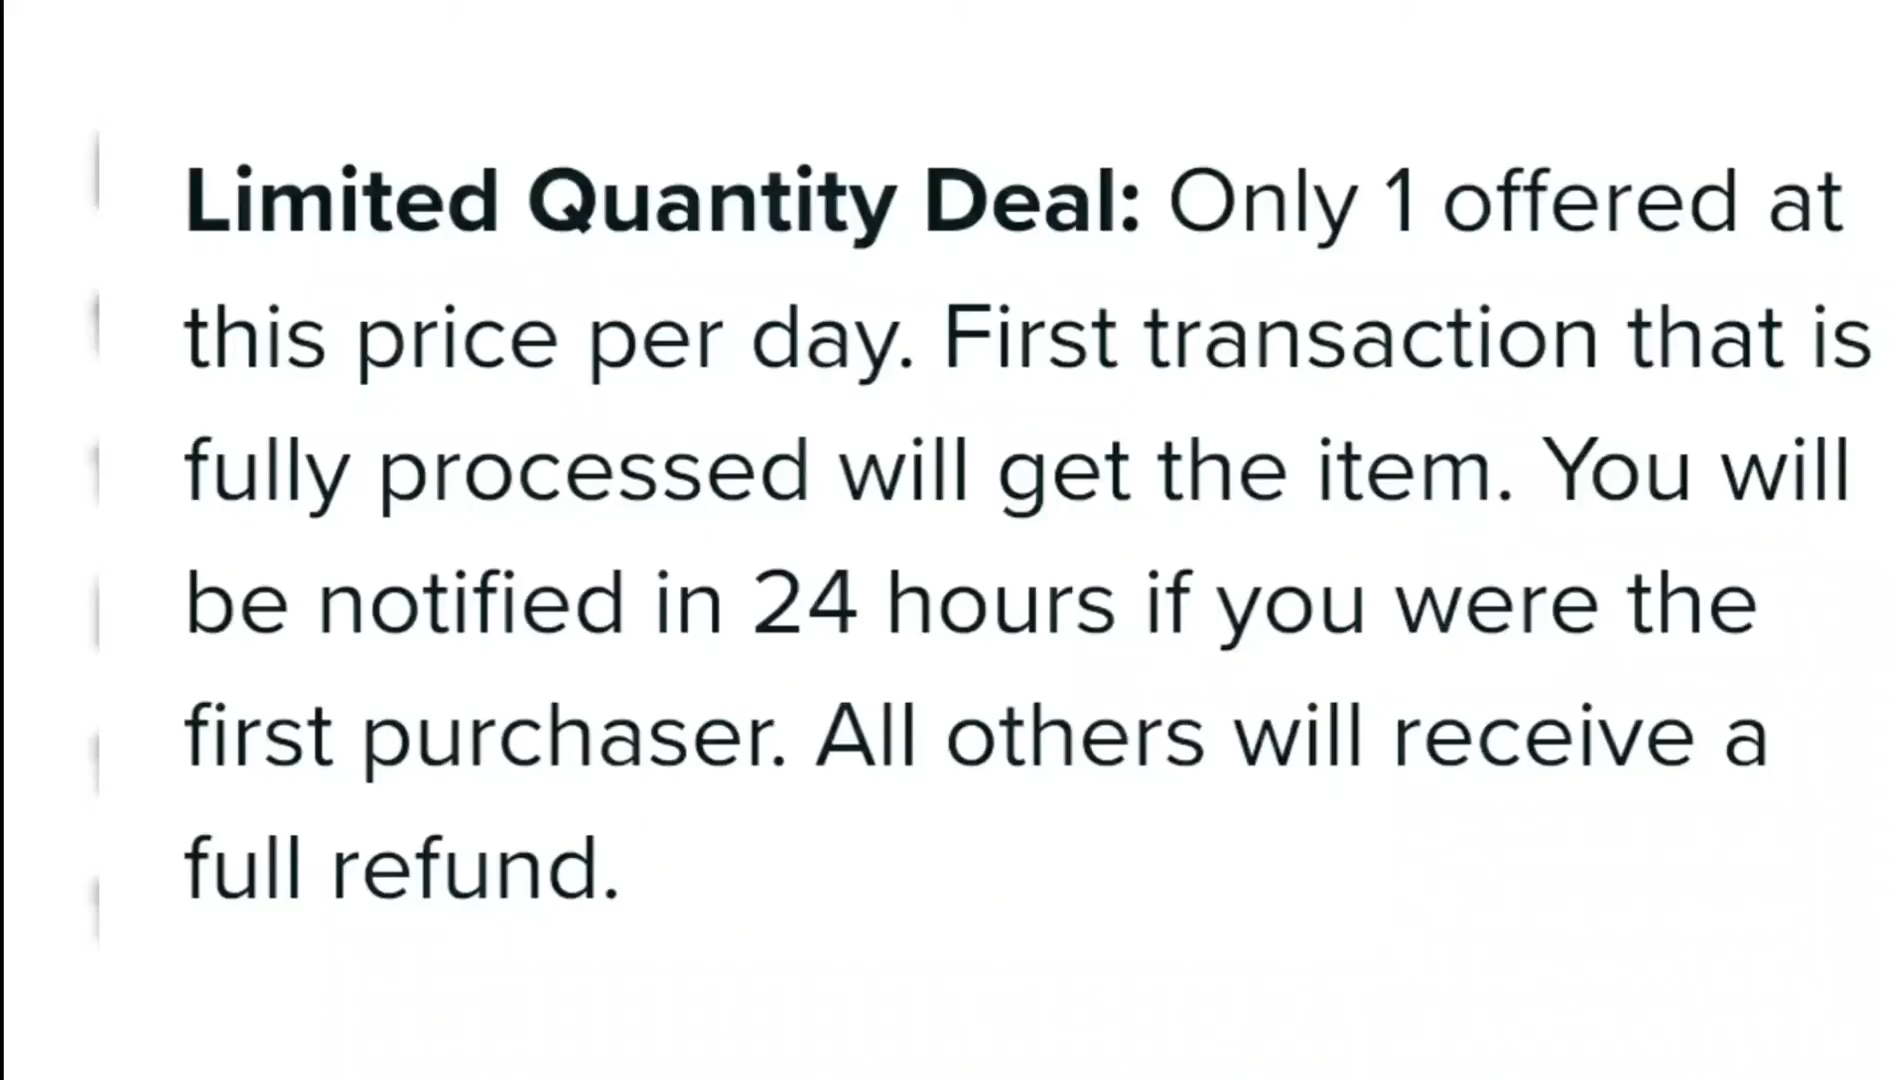 Limited Quantity Deal: Only 1 offered at
this price per day. First transaction that is
fully processed will get the item. You will
be notified in 24 hours if you were the
first purchaser. All others will receive a
full refund.